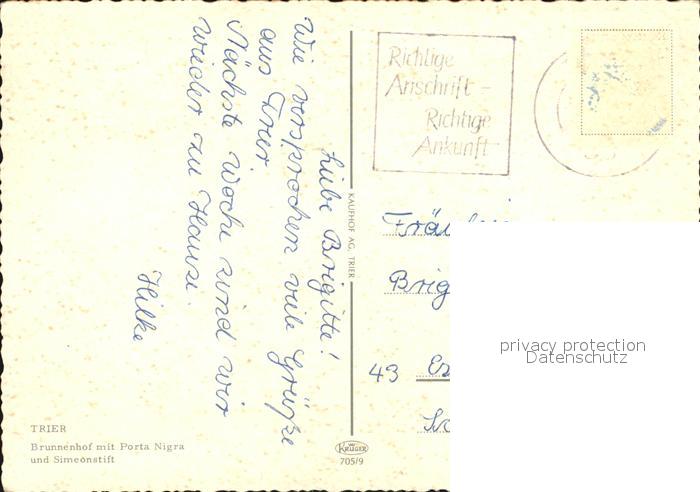 Liebe Brigitte!
Wie versprochen viele Grüße
aus Trier.
Nächste Woche sind wir
wieder zu Hause.
Hilke
TRIER
Brunnenhof mit Porta Nigra
und Simeonstift
KAUFHOF AG, TRIER
KRÜGER
705/9
Richtige
Anschrift -
Richtige
Ankunft
Fräulein
Brig
43
privacy protection
Datenschutz